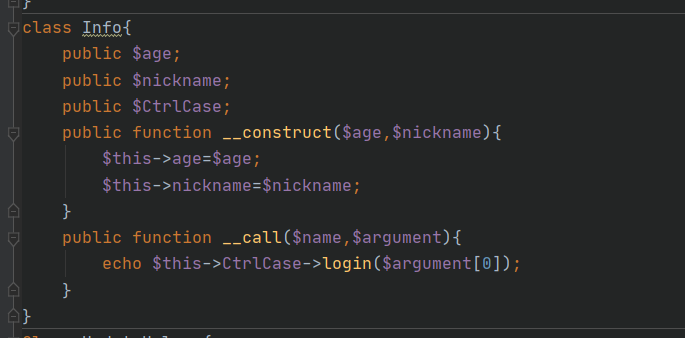 }
class Info{
public $age;
public $nickname;
public $CtrlCase;
public function __construct($age,$nickname){
$this->age=$age;
$this->nickname=$nickname;
}
public function __call($name,$argument){
echo $this->CtrlCase->login($argument[0]);
}
}